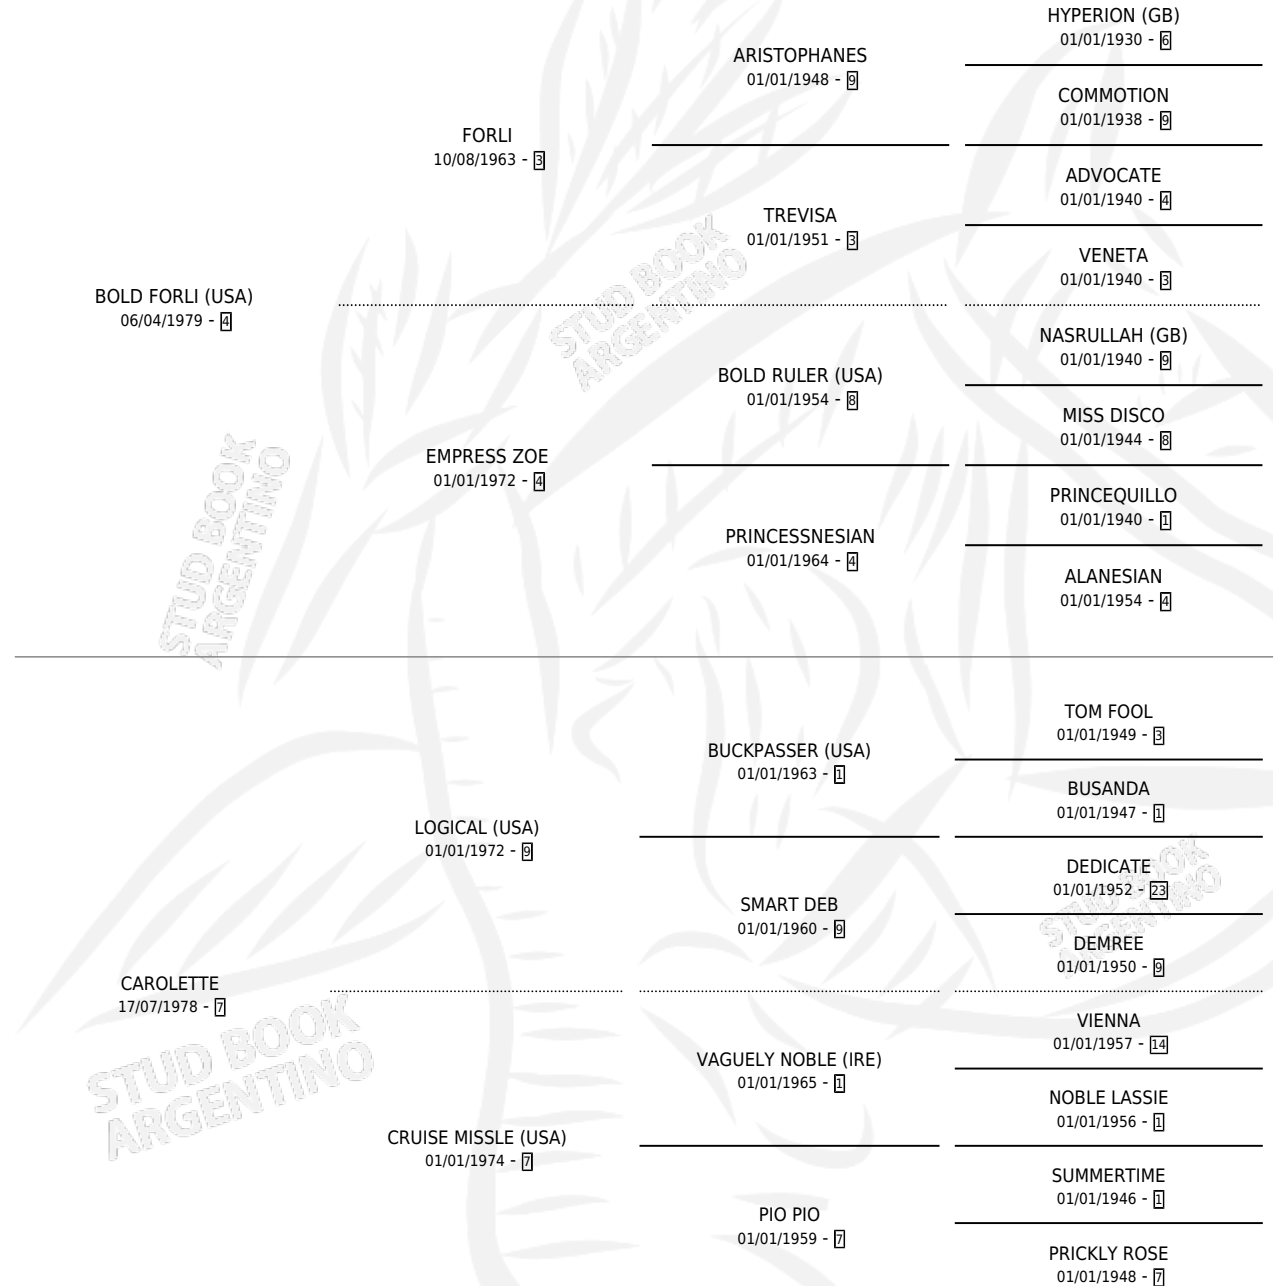 HYPERION (GB)
01/01/1930 - 6
ARISTOPHANES
01/01/1948 - 9
COMMOTION
01/01/1938 - 9
FORLI
10/08/1963 - 3
ADVOCATE
01/01/1940 - 4
TREVISA
01/01/1951 - 3
VENETA
01/01/1940 - 3
BOLD FORLI (USA)
06/04/1979 - 4
NASRULLAH (GB)
01/01/1940 - 9
BOLD RULER (USA)
01/01/1954 - 8
MISS DISCO
01/01/1944 - 8
EMPRESS ZOE
01/01/1972 - 4
PRINCEQUILLO
01/01/1940 - 1
PRINCESSNESIAN
01/01/1964 - 4
ALANESIAN
01/01/1954 - 4
TOM FOOL
01/01/1949 - 3
BUCKPASSER (USA)
01/01/1963 - 1
BUSANDA
01/01/1947 - 1
LOGICAL (USA)
01/01/1972 - 9
DEDICATE
01/01/1952 - 23
SMART DEB
01/01/1960 - 9
DEMREE
01/01/1950 - 9
CAROLETTE
17/07/1978 - 7
VIENNA
01/01/1957 - 14
VAGUELY NOBLE (IRE)
01/01/1965 - 1
NOBLE LASSIE
01/01/1956 - 1
CRUISE MISSLE (USA)
01/01/1974 - 7
SUMMERTIME
01/01/1946 - 1
PIO PIO
01/01/1959 - 7
PRICKLY ROSE
01/01/1948 - 7
STUD BOOK
ARGENTINO
STUD BOOK
ARGENTINO
STUD BOOK
ARGENTINO
STUD BOOK
ARGENTINO